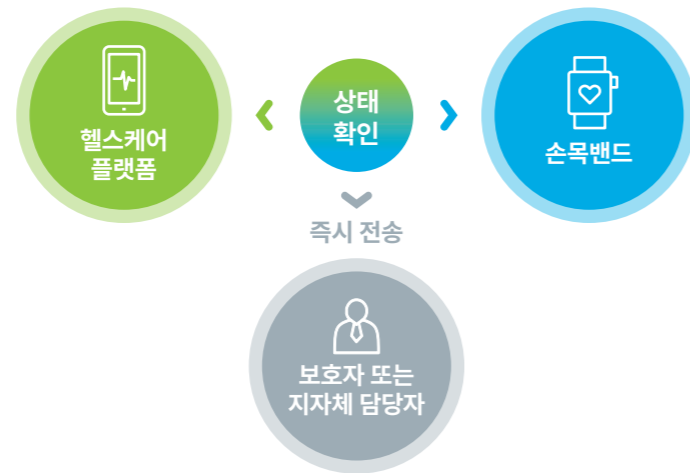 헬스케어
플랫폼
상태
확인
손목밴드
즉시 전송
보호자 또는
지자체 담당자